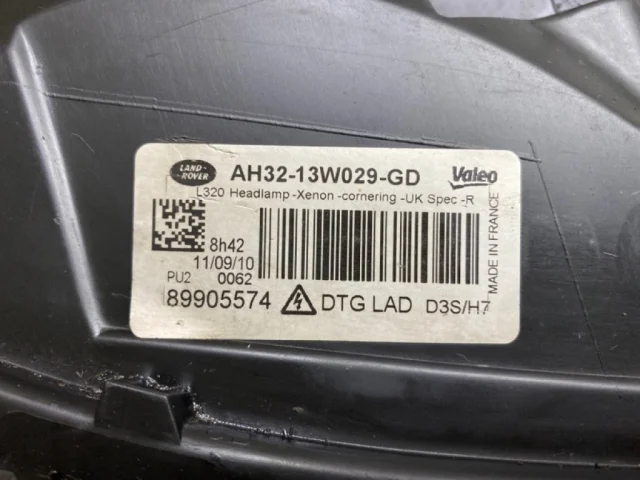 LAND-
ROVER
AH32-13W029-GD
Valeo
L320 Headlamp -Xenon -cornering -UK Spec -R
8h42
11/09/10
PU2 0062
89905574
DTG LAD D3S/H7
MADE IN FRANCE